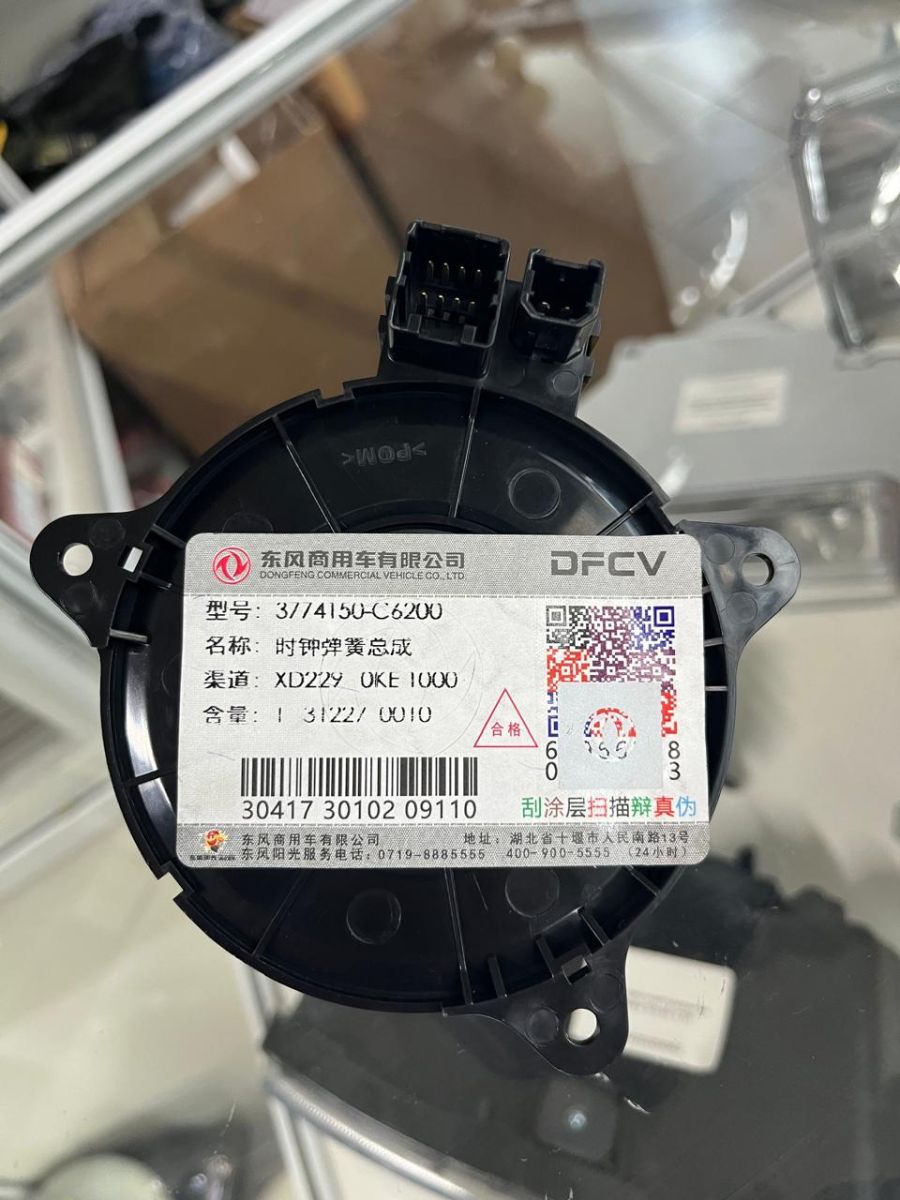 >POM<
东风商用车有限公司
DONGFENG COMMERCIAL VEHICLE CO., LTD.
DFCV
型号: 3774150-C6200
名称: 时钟弹簧总成
渠道: XD229 0KE1000
含量: 1 31227 0010
合格
6 8
0 3
30417 30102 09110
刮涂层扫描辩真伪
东风商用车有限公司 地址: 湖北省十堰市人民南路13号
东风阳光服务电话: 0719-8885555 400-900-5555 (24小时)